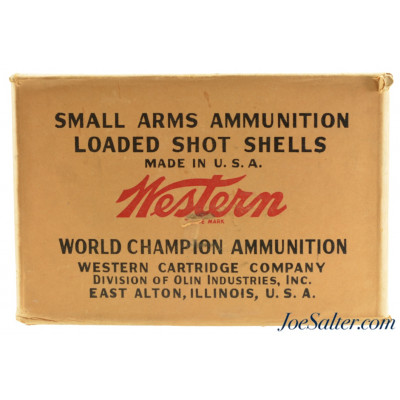 SMALL ARMS AMMUNITION
LOADED SHOT SHELLS
MADE IN U.S.A.
Western
MARK
WORLD CHAMPION AMMUNITION
WESTERN CARTRIDGE COMPANY
DIVISION OF OLIN INDUSTRIES, INC.
EAST ALTON, ILLINOIS, U.S.A.
JoeSalter.com